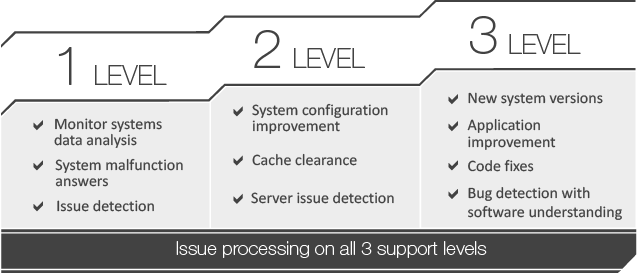 1 LEVEL
Monitor systems
data analysis
System malfunction
answers
Issue detection
2 LEVEL
System configuration
improvement
Cache clearance
Server issue detection
3 LEVEL
New system versions
Application
improvement
Code fixes
Bug detection with
software understanding
Issue processing on all 3 support levels